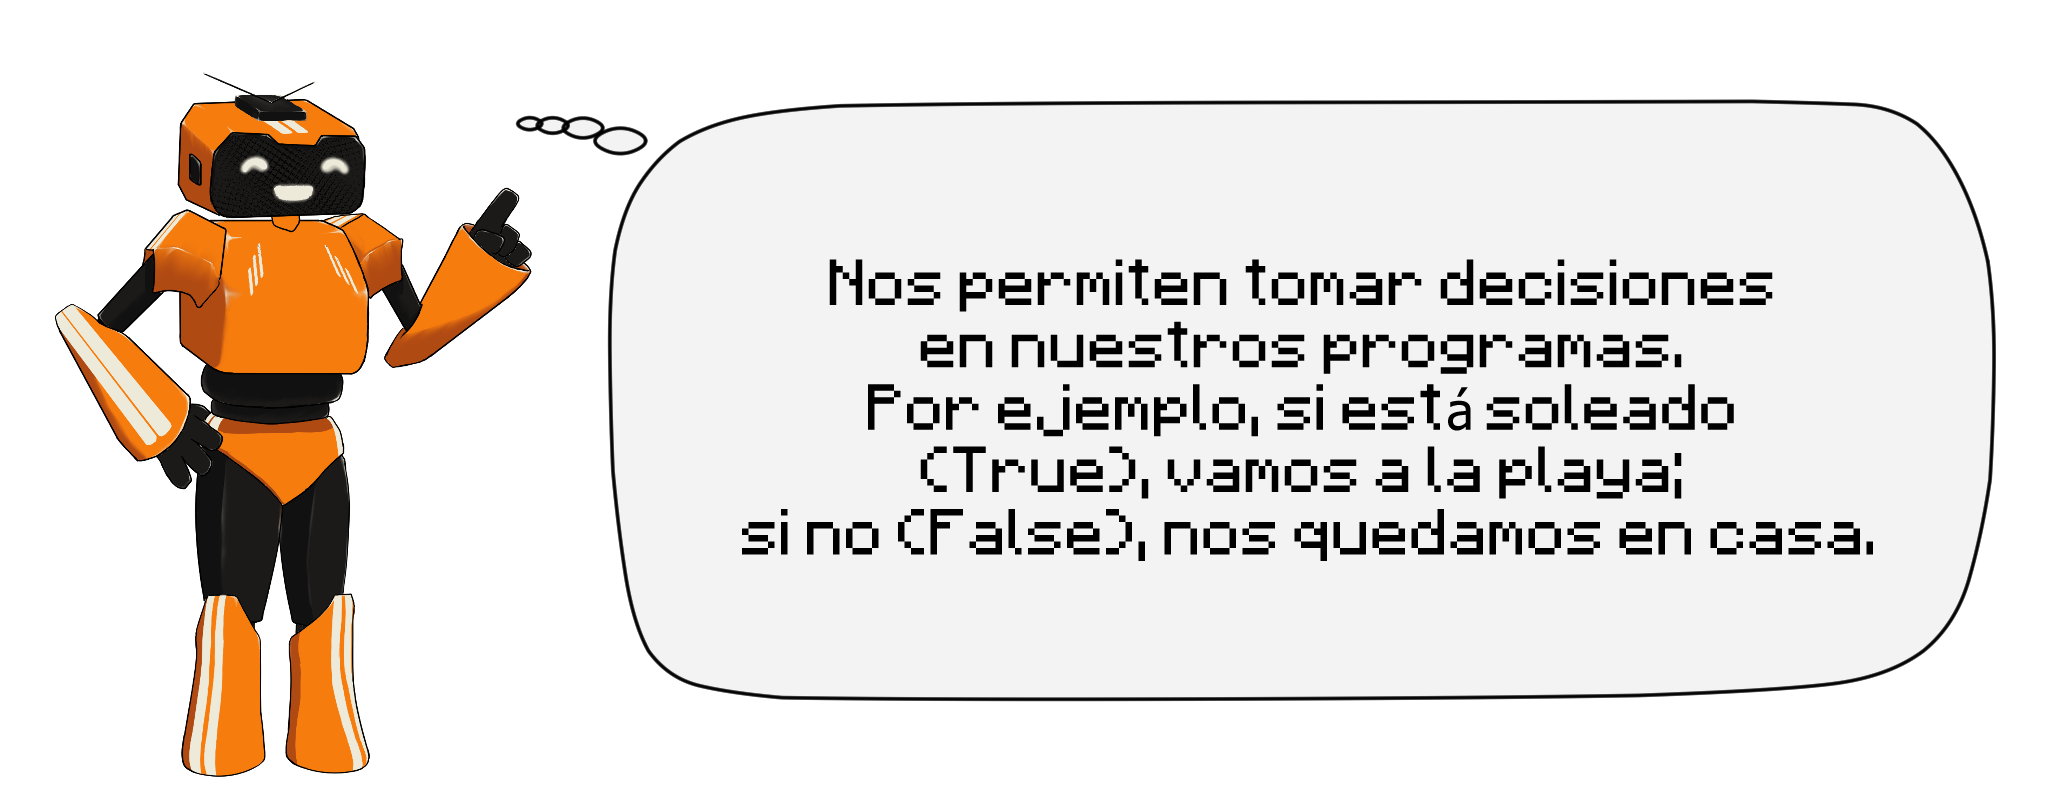 Nos permiten tomar decisiones
en nuestros programas.
Por ejemplo, si está soleado
(True), vamos a la playa;
si no (False), nos quedamos en casa.